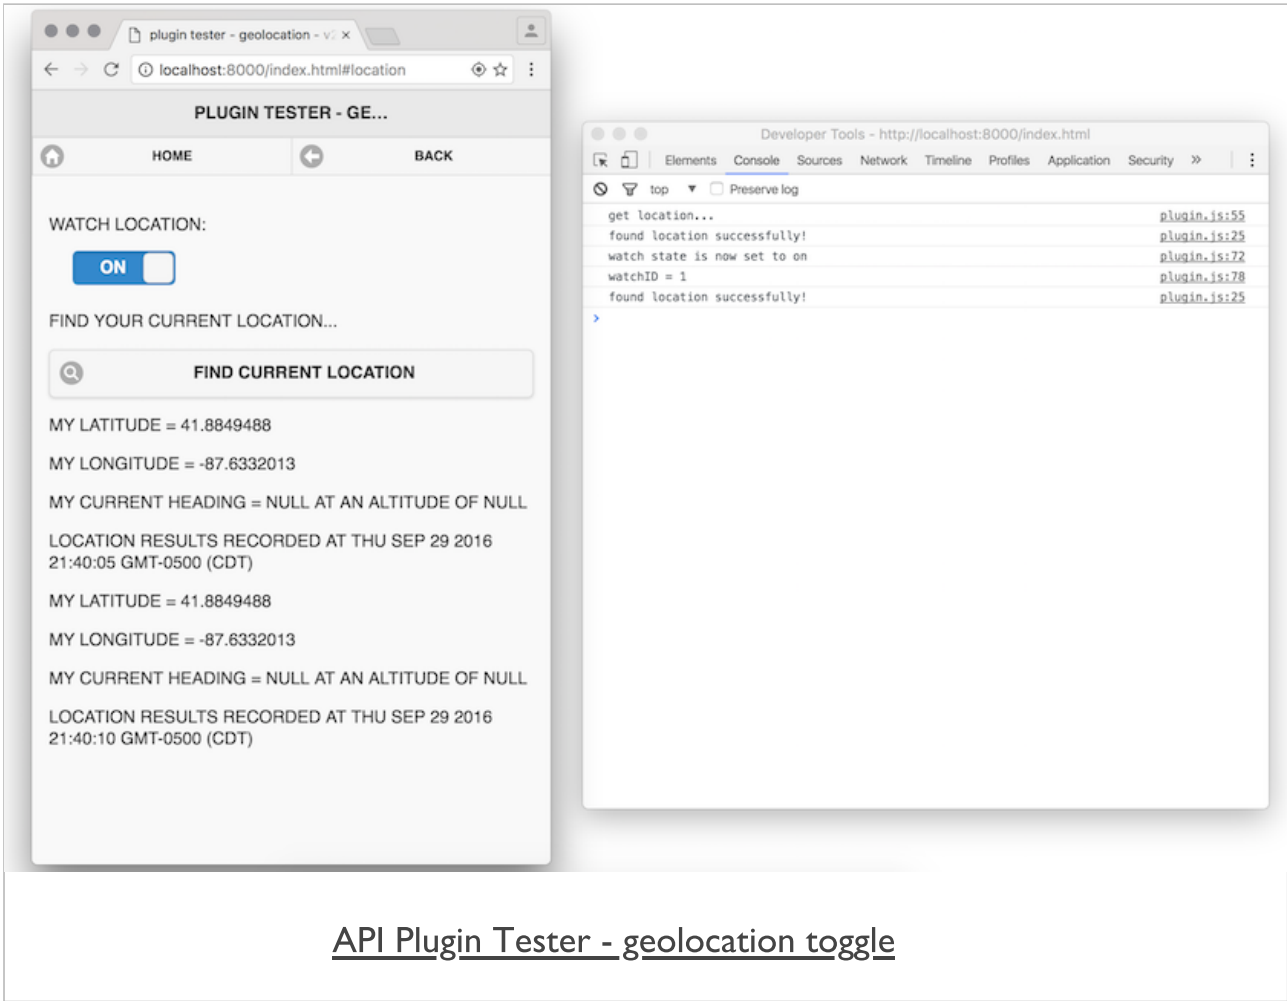 plugin tester - geolocation - v
localhost:8000/index.html#location
PLUGIN TESTER - GE...
HOME
BACK
WATCH LOCATION:
ON
FIND YOUR CURRENT LOCATION...
FIND CURRENT LOCATION
MY LATITUDE = 41.8849488
MY LONGITUDE = -87.6332013
MY CURRENT HEADING = NULL AT AN ALTITUDE OF NULL
LOCATION RESULTS RECORDED AT THU SEP 29 2016
21:40:05 GMT-0500 (CDT)
MY LATITUDE = 41.8849488
MY LONGITUDE = -87.6332013
MY CURRENT HEADING = NULL AT AN ALTITUDE OF NULL
LOCATION RESULTS RECORDED AT THU SEP 29 2016
21:40:10 GMT-0500 (CDT)
Developer Tools - http://localhost:8000/index.html
Elements Console Sources Network Timeline Profiles Application Security »
top Preserve log
get location... plugin.js:55
found location successfully! plugin.js:25
watch state is now set to on plugin.js:72
watchID = 1 plugin.js:78
found location successfully! plugin.js:25
API Plugin Tester - geolocation toggle